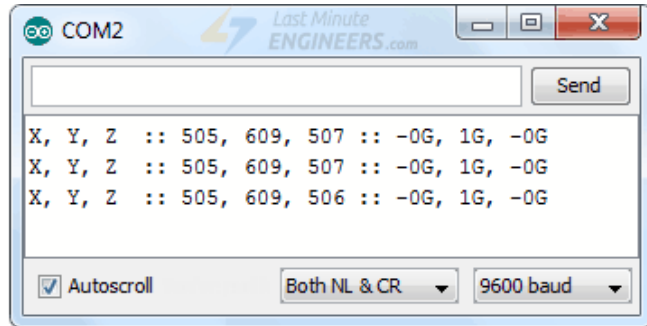 COM2
Last Minute
ENGINEERS.com
Send
X, Y, Z :: 505, 609, 507 :: -0G, 1G, -0G
X, Y, Z :: 505, 609, 507 :: -0G, 1G, -0G
X, Y, Z :: 505, 609, 506 :: -0G, 1G, -0G
Autoscroll
Both NL & CR
9600 baud